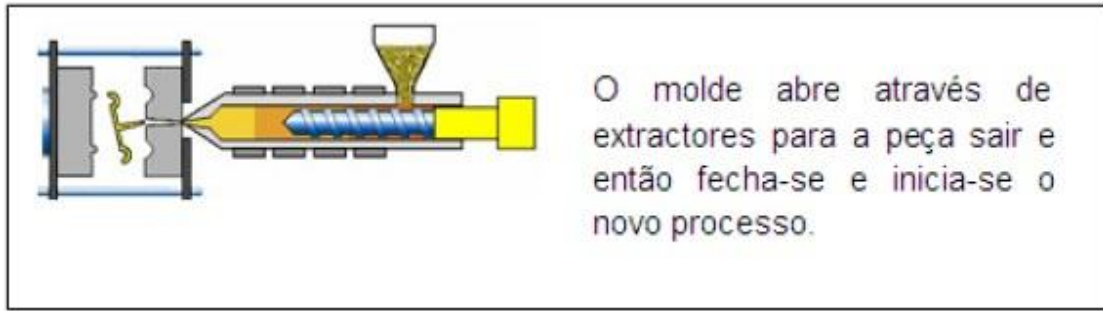 O molde abre através de
extractores para a peça sair e
então fecha-se e inicia-se o
novo processo.